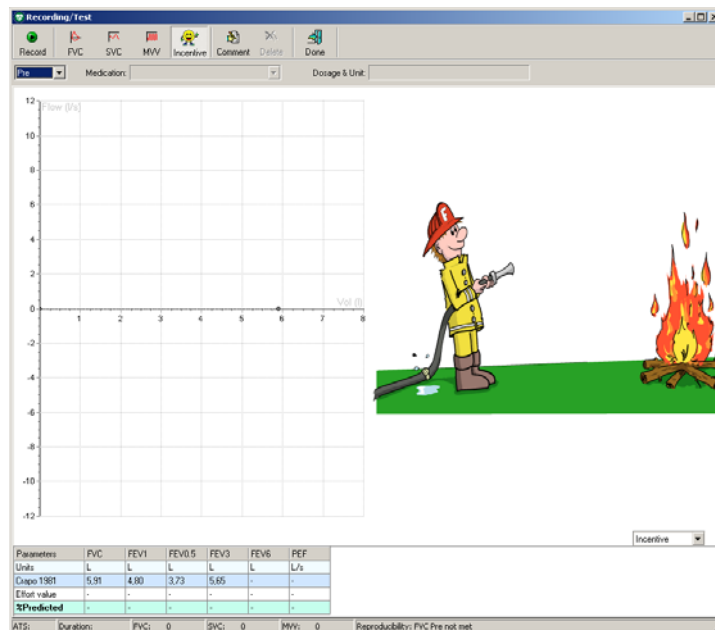 Recording/Test
Record FVC SVC MVV Incentive Comment Delete Done
Pre Medication: Dosage & Unit:
Flow [l/s]
12
10
8
6
4
2
0
Vol (l)
1 2 3 4 5 6 7 8
-2
-4
-6
-8
-10
-12
F
Incentive
Parameters FVC FEV1 FEV0.5 FEV3 FEV6 PEF
Units L L L L L L/s
Crapo 1981 5,91 4,80 3,73 5,65 - -
Effort value - - - - - -
%Predicted - - - - - -
ATS: Duration: FVC: 0 SVC: 0 MVV: 0 Reproducibility: FVC Pre not met